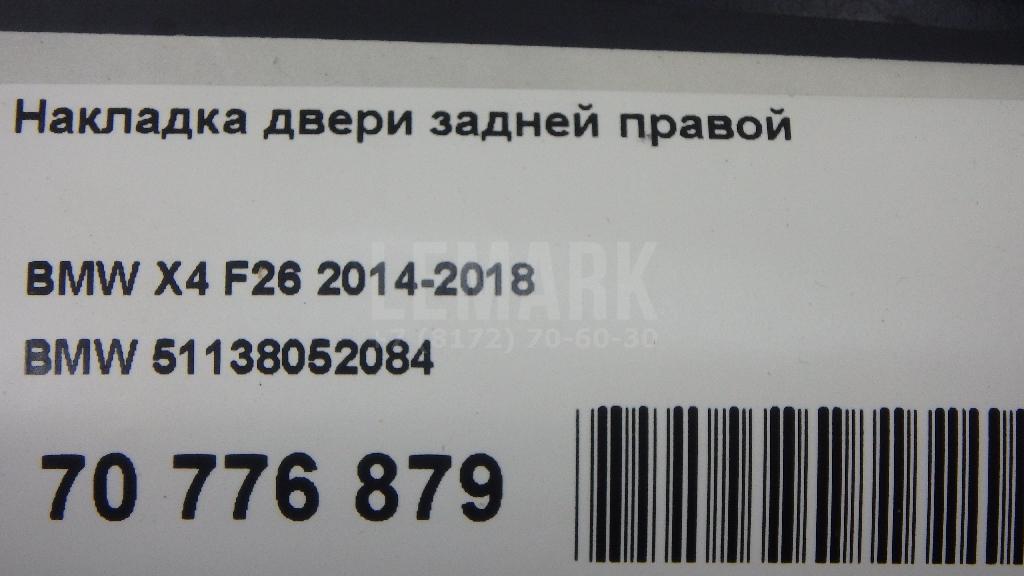 Накладка двери задней правой
BMW X4 F26 2014-2018
LEMARK
+7 (8172) 70-60-30
BMW 51138052084
70 776 879